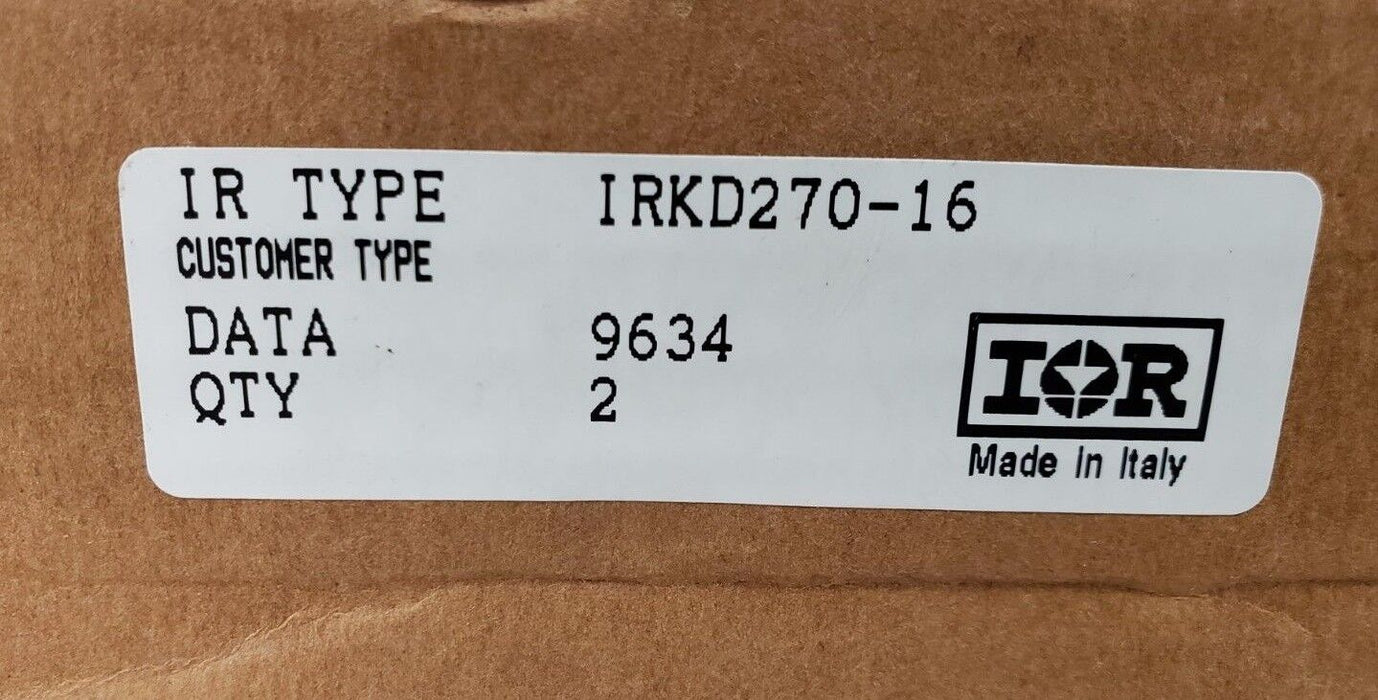 IR TYPE IRKD270-16
CUSTOMER TYPE
DATA 9634
QTY 2
IOR
Made in Italy